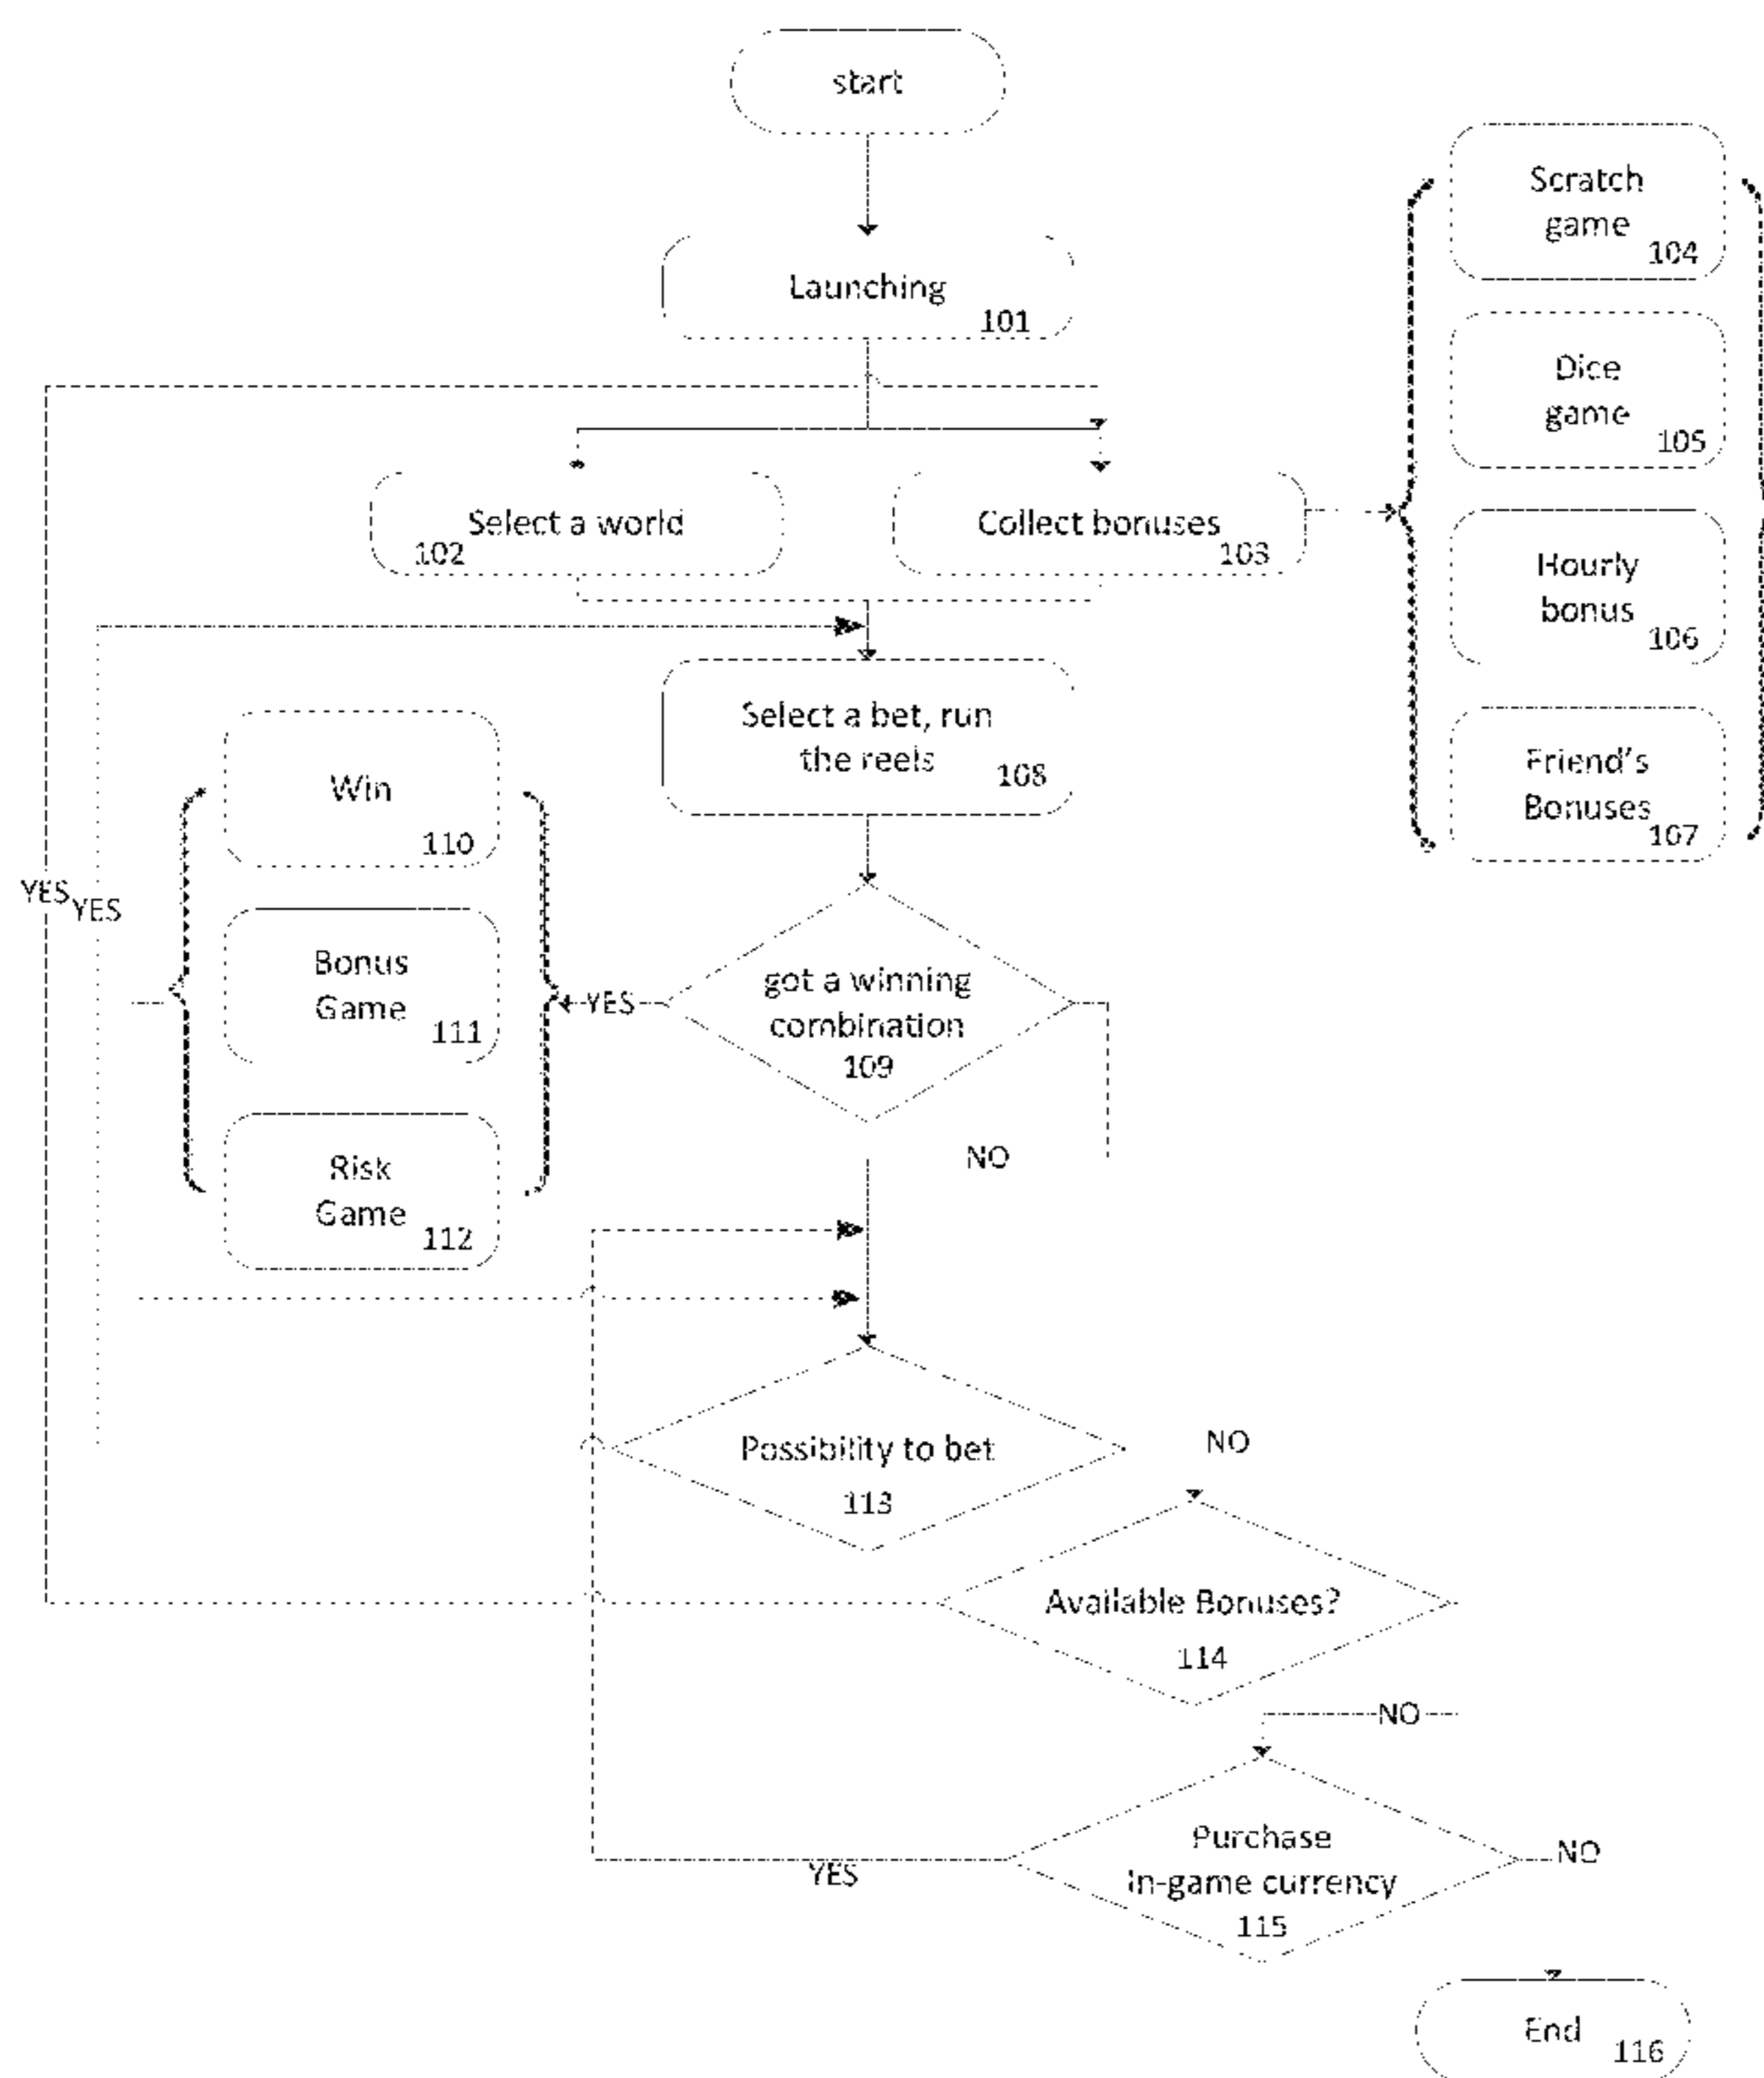 start
Launching
101
Scratch
game
104
Dice
game
105
Hourly
bonus
106
Friend's
Bonuses
107
Select a world
102
Collect bonuses
103
Select a bet, run
the reels
108
Win
110
Bonus
Game
111
Risk
Game
112
YES
YES
YES
got a winning
combination
109
NO
Possibility to bet
113
NO
Available Bonuses?
114
NO
Purchase
in-game currency
115
YES
NO
End
116